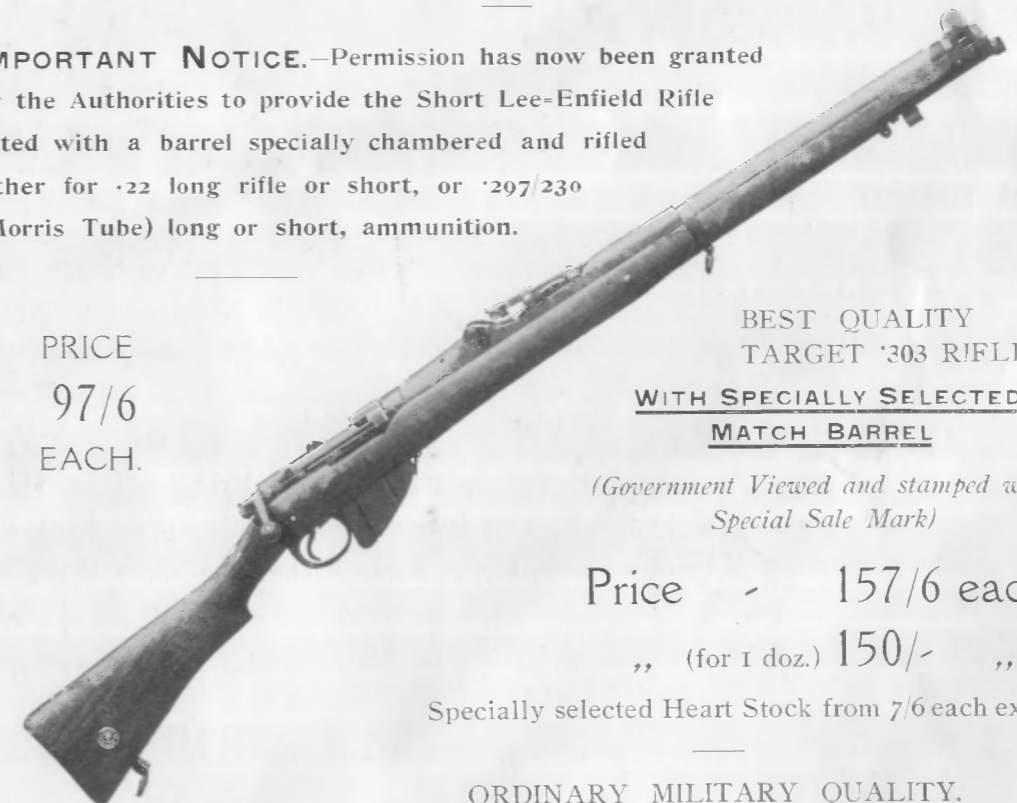 MPORTANT NOTICE.—Permission has now been granted
the Authorities to provide the Short Lee=Enfield Rifle
ted with a barrel specially chambered and rifled
ther for ·22 long rifle or short, or ·297/230
Morris Tube) long or short, ammunition.
PRICE
97/6
EACH.
BEST QUALITY
TARGET ·303 RIFL
WITH SPECIALLY SELECTED
MATCH BARREL
(Government Viewed and stamped w
Special Sale Mark)
Price - 157/6 eac
„ (for 1 doz.) 150/- „
Specially selected Heart Stock from 7/6 each ex
ORDINARY MILITARY QUALITY.